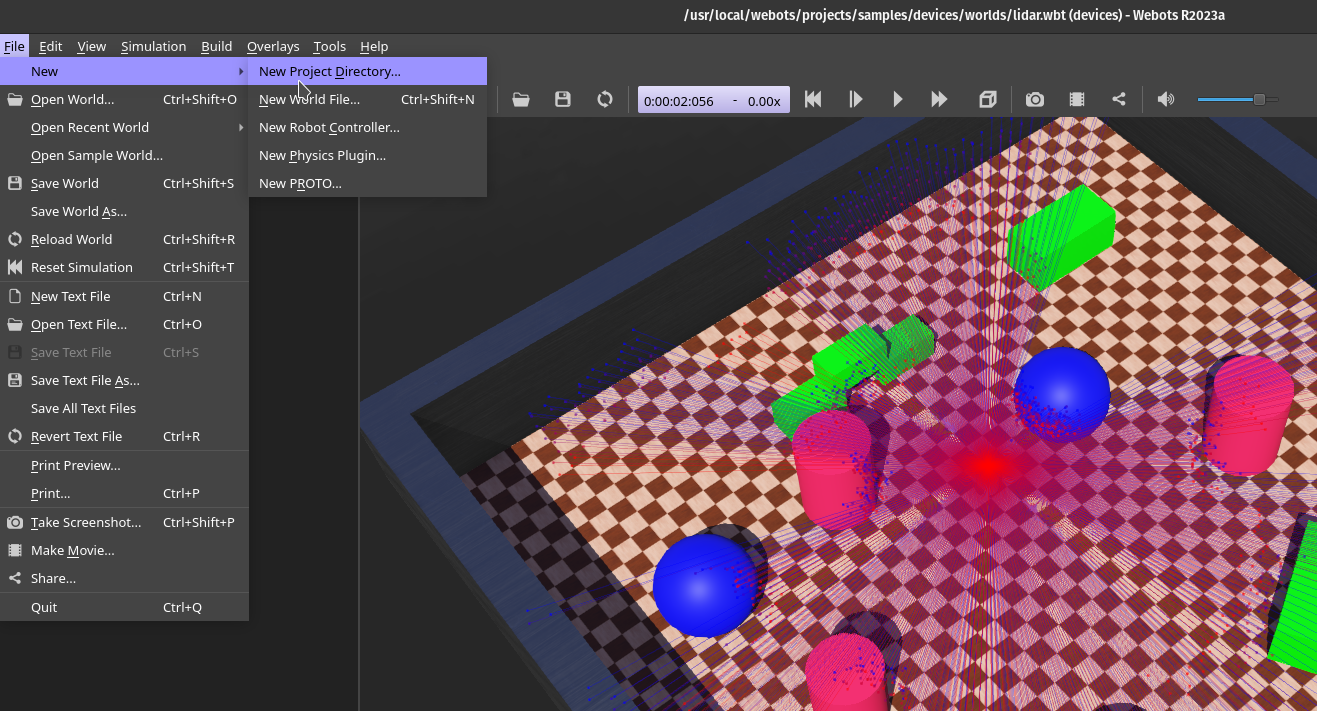 /usr/local/webots/projects/samples/devices/worlds/lidar.wbt (devices) - Webots R2023a
File Edit View Simulation Build Overlays Tools Help
New
Open World... Ctrl+Shift+O
Open Recent World
Open Sample World...
Save World Ctrl+Shift+S
Save World As...
Reload World Ctrl+Shift+R
Reset Simulation Ctrl+Shift+T
New Text File Ctrl+N
Open Text File... Ctrl+O
Save Text File Ctrl+S
Save Text File As...
Save All Text Files
Revert Text File Ctrl+R
Print Preview...
Print... Ctrl+P
Take Screenshot... Ctrl+Shift+P
Make Movie...
Share...
Quit Ctrl+Q
New Project Directory...
New World File... Ctrl+Shift+N
New Robot Controller...
New Physics Plugin...
New PROTO...
0:00:02:056 - 0.00x